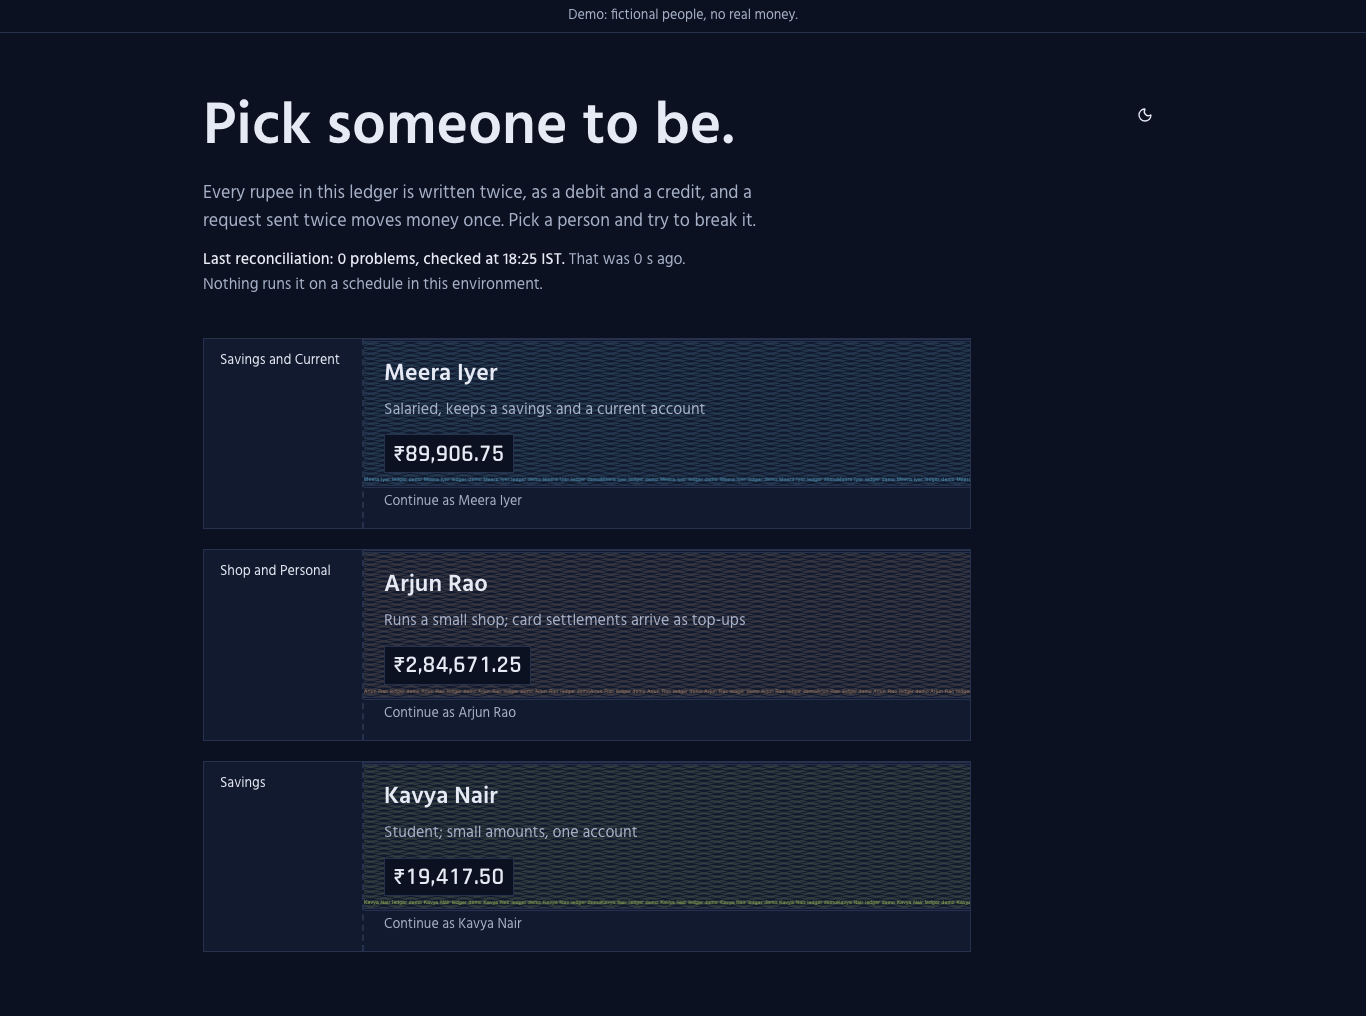 Demo: fictional people, no real money.
Pick someone to be.
Every rupee in this ledger is written twice, as a debit and a credit, and a
request sent twice moves money once. Pick a person and try to break it.
Last reconciliation: 0 problems, checked at 18:25 IST. That was 0 s ago.
Nothing runs it on a schedule in this environment.
Savings and Current
Meera Iyer
Salaried, keeps a savings and a current account
₹89,906.75
Continue as Meera Iyer
Shop and Personal
Arjun Rao
Runs a small shop; card settlements arrive as top-ups
₹2,84,671.25
Continue as Arjun Rao
Savings
Kavya Nair
Student; small amounts, one account
₹19,417.50
Continue as Kavya Nair